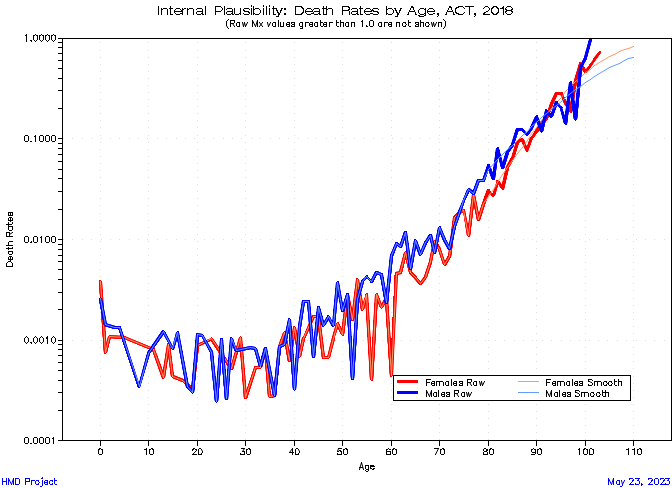 Internal Plausibility: Death Rates by Age, ACT, 2018
(Raw Mx values greater than 1.0 are not shown)
Death Rates
1.0000
0.1000
0.0100
0.0010
0.0001
Females Raw
Females Smooth
Males Raw
Males Smooth
0 10 20 30 40 50 60 70 80 90 100 110
Age
HMD Project
May 23, 2023